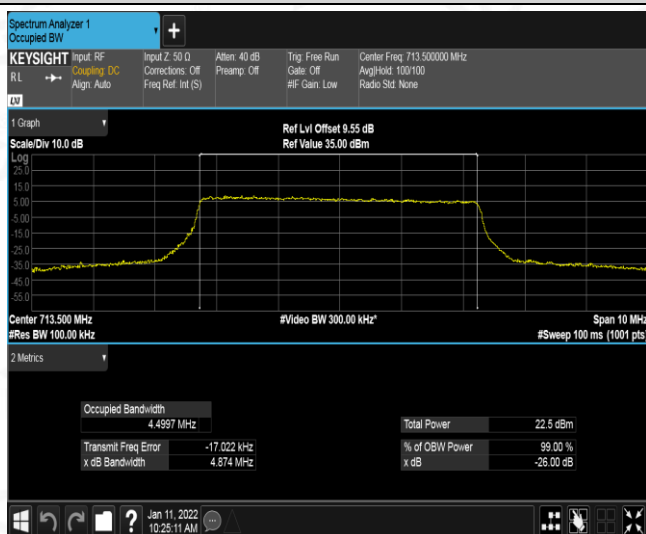 Spectrum Analyzer 1
Occupied BW
+
KEYSIGHT
R L
LXI
Input: RF
Coupling: DC
Align: Auto
Input Z: 50 Ω
Corrections: Off
Freq Ref: Int (S)
Atten: 40 dB
Preamp: Off
Trig: Free Run
Gate: Off
#IF Gain: Low
Center Freq: 713.500000 MHz
Avg|Hold: 100/100
Radio Std: None
1 Graph
Scale/Div 10.0 dB
Ref Lvl Offset 9.55 dB
Ref Value 35.00 dBm
Log
25.0
15.0
5.00
-5.00
-15.0
-25.0
-35.0
-45.0
-55.0
Center 713.500 MHz
#Video BW 300.00 kHz*
Span 10 MHz
#Res BW 100.00 kHz
#Sweep 100 ms (1001 pts)
2 Metrics
Occupied Bandwidth
4.4997 MHz
Total Power 22.5 dBm
Transmit Freq Error -17.022 kHz
% of OBW Power 99.00 %
x dB Bandwidth 4.874 MHz
x dB -26.00 dB
?
Jan 11, 2022
10:25:11 AM